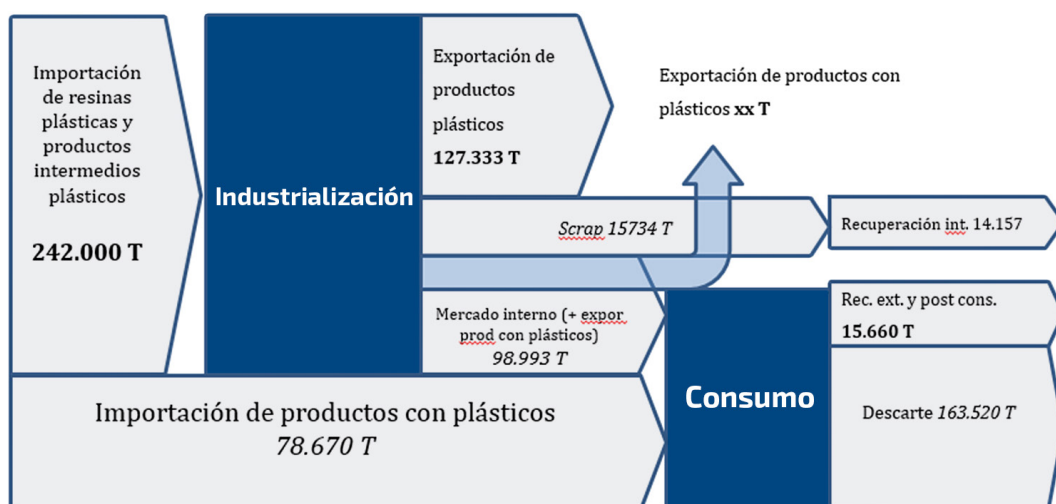 Importación
de resinas
plásticas y
productos
intermedios
plásticos
242.000 T
Industrialización
Exportación de
productos
plásticos
127.333 T
Exportación de productos con
plásticos xx T
Scrap 15734 T
Recuperación int. 14.157
Mercado interno (+ expor
prod con plásticos)
98.993 T
Rec. ext. y post cons.
15.660 T
Consumo
Descarte 163.520 T
Importación de productos con plásticos
78.670 T